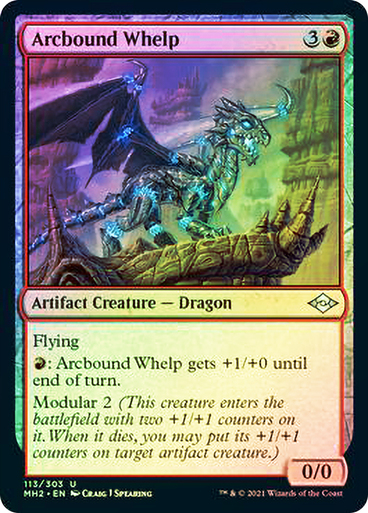 Arcbound Whelp 3
Artifact Creature — Dragon
Flying
: Arcbound Whelp gets +1/+0 until
end of turn.
Modular 2 (This creature enters the
battlefield with two +1/+1 counters on
it. When it dies, you may put its +1/+1
counters on target artifact creature.)
0/0
113/303 U
MH2 • EN Craig J Spearing ™ & © 2021 Wizards of the Coast